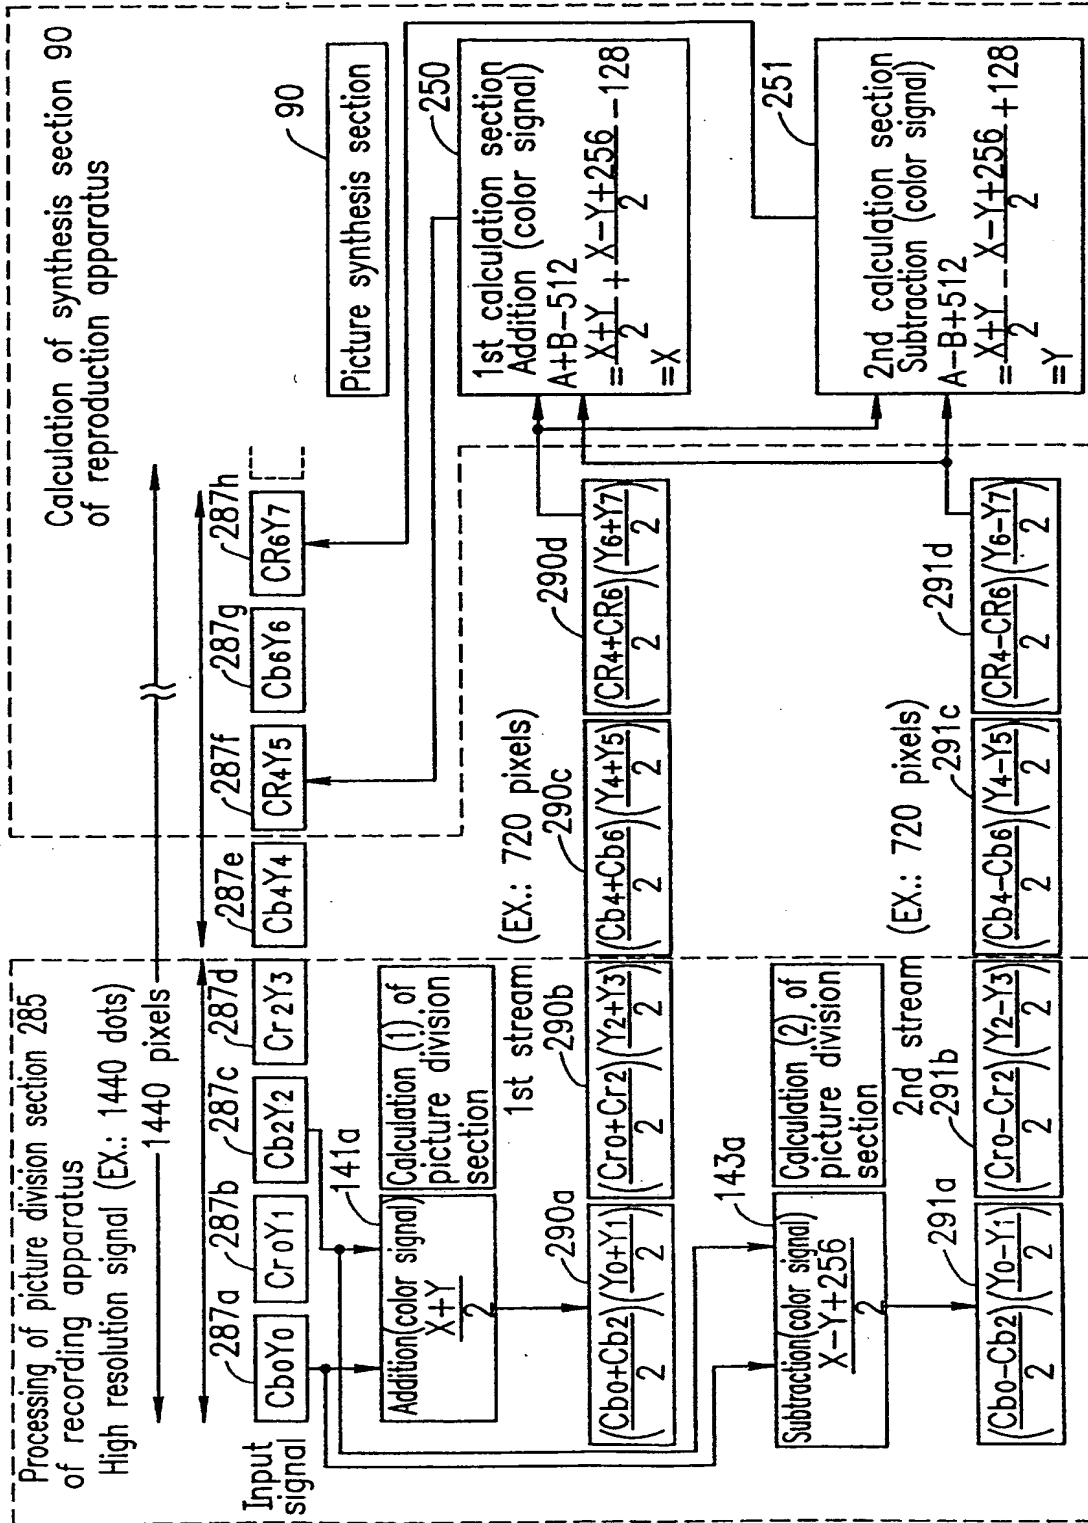 Processing of picture division section 285
of recording apparatus
High resolution signal (EX.: 1440 dots)
1440 pixels
Calculation of synthesis section 90
of reproduction apparatus
287a
287b
287c
287d
287e
287f
287g
287h
Input
signal
Cb0Y0
Cr0Y1
Cb2Y2
Cr2Y3
Cb4Y4
CR4Y5
Cb6Y6
CR6Y7
90
Picture synthesis section
141a
Addition(color signal)
X+Y
2
Calculation (1) of
picture division
section
250
1st calculation section
Addition (color signal)
A+B-512
=X+Y/2 + X-Y+256/2 -128
=X
1st stream
(EX.: 720 pixels)
290a
290b
290c
290d
(Cb0+Cb2/2)(Y0+Y1/2)
(Cr0+Cr2/2)(Y2+Y3/2)
(Cb4+Cb6/2)(Y4+Y5/2)
(CR4+CR6/2)(Y6+Y7/2)
143a
Subtraction(color signal)
X-Y+256
2
Calculation (2) of
picture division
section
251
2nd calculation section
Subtraction (color signal)
A-B+512
=X+Y/2 - X-Y+256/2 +128
=Y
2nd stream
(EX.: 720 pixels)
291a
291b
291c
291d
(Cb0-Cb2/2)(Y0-Y1/2)
(Cr0-Cr2/2)(Y2-Y3/2)
(Cb4-Cb6/2)(Y4-Y5/2)
(CR4-CR6/2)(Y6-Y7/2)